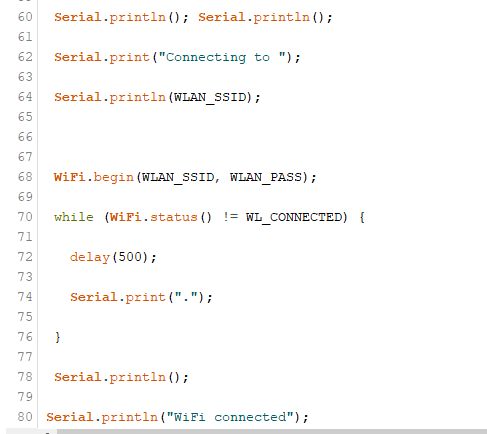 60 Serial.println(); Serial.println();
61
62 Serial.print("Connecting to ");
63
64 Serial.println(WLAN_SSID);
65
66
67
68 WiFi.begin(WLAN_SSID, WLAN_PASS);
69
70 while (WiFi.status() != WL_CONNECTED) {
71
72 delay(500);
73
74 Serial.print(".");
75
76 }
77
78 Serial.println();
79
80 Serial.println("WiFi connected");